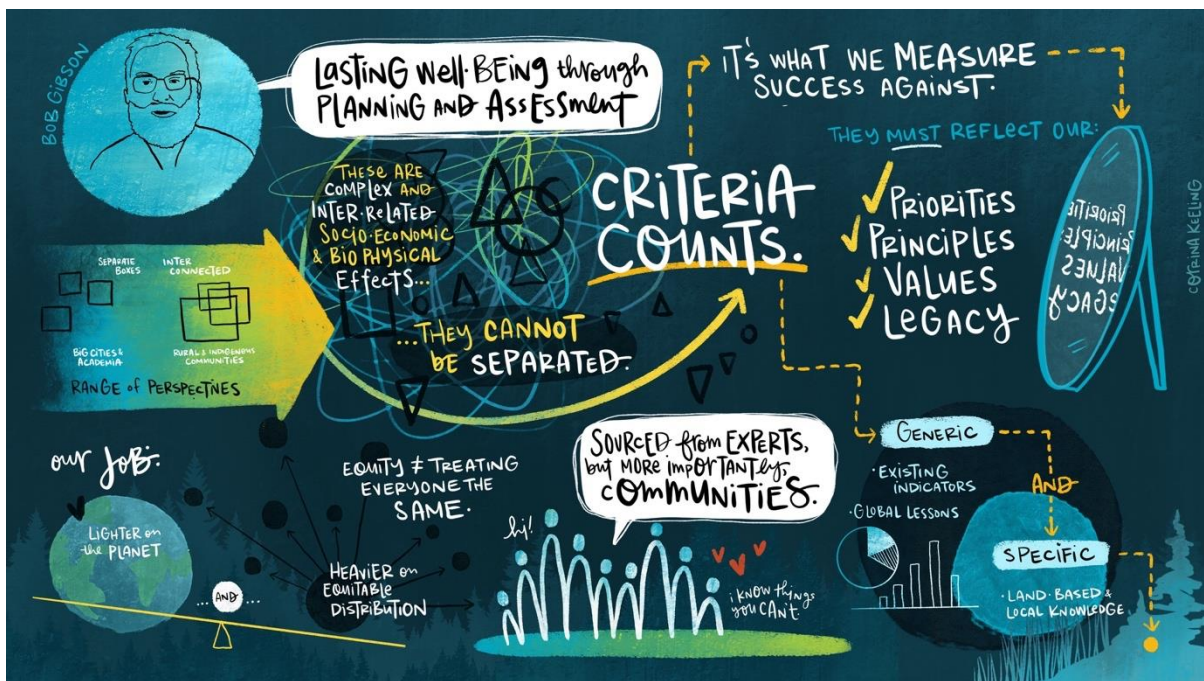 BOB GIBSON
LASTING WELL-BEING through
PLANNING AND ASSESSMENT
THESE ARE
COMPLEX AND
INTER-RELATED
SOCIO-ECONOMIC
& BIO PHYSICAL
EFFECTS...
...THEY CANNOT
BE SEPARATED.
SEPARATE
BOXES
INTER
CONNECTED
BIG CITIES &
ACADEMIA
RURAL & INDIGENOUS
COMMUNITIES
RANGE of PERSPECTIVES
CRITERIA
COUNTS.
IT'S WHAT WE MEASURE
SUCCESS AGAINST.
THEY MUST REFLECT OUR:
PRIORITIES
PRINCIPLES
VALUES
LEGACY
PRIORITIE
PRINCIPLES
VALUES
LEGACY
CORRINA KEELING
OUR JOB:
LIGHTER on
the PLANET
... AND ...
HEAVIER on
EQUITABLE
DISTRIBUTION
EQUITY ≠ TREATING
EVERYONE THE
SAME.
SOURCED from EXPERTS,
but MORE IMPORTANTLY,
COMMUNITIES.
hi!
i KNOW THINGS
YOU CAN'T
GENERIC
• EXISTING
INDICATORS
• GLOBAL LESSONS
AND
SPECIFIC
• LAND-BASED &
LOCAL KNOWLEDGE